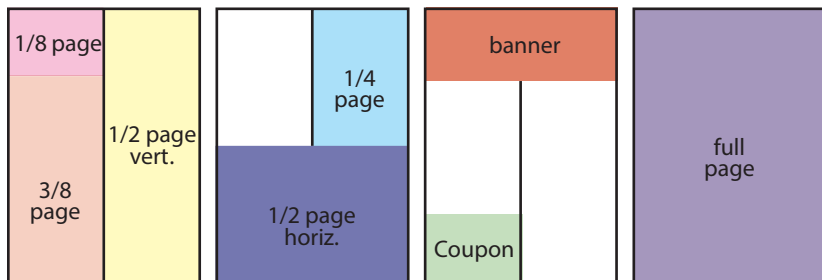 1/8 page
3/8
page
1/2 page
vert.
1/4
page
1/2 page
horiz.
banner
Coupon
full
page